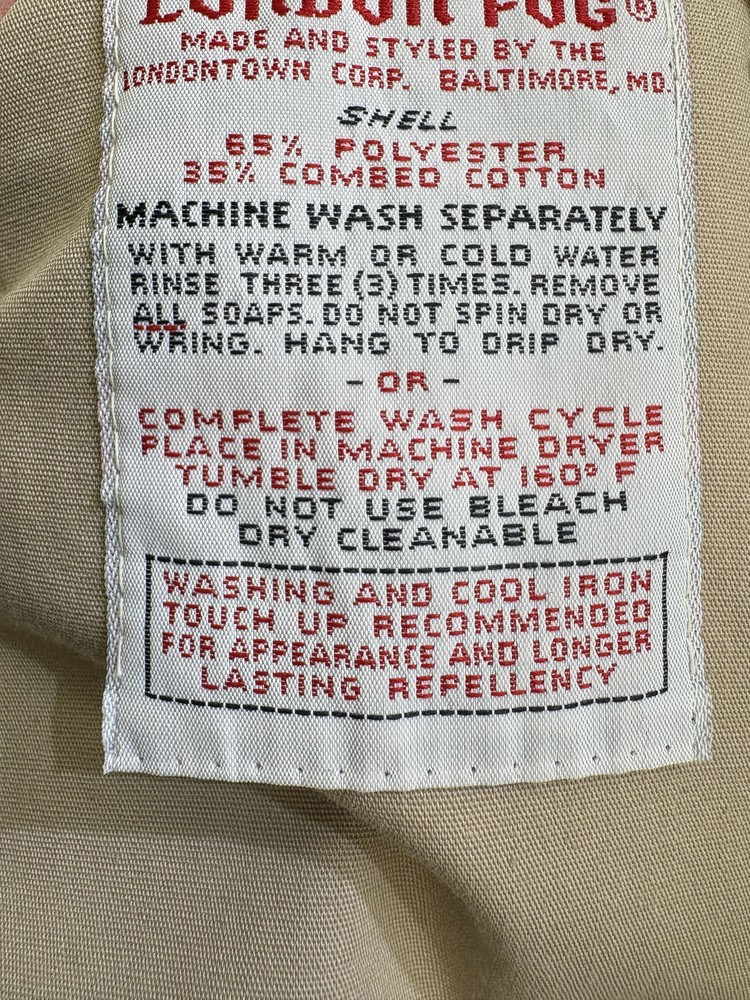 LONDON FOG®
MADE AND STYLED BY THE
LONDONTOWN CORP. BALTIMORE, MD.
SHELL
65% POLYESTER
35% COMBED COTTON
MACHINE WASH SEPARATELY
WITH WARM OR COLD WATER
RINSE THREE (3) TIMES. REMOVE
ALL SOAPS. DO NOT SPIN DRY OR
WRING. HANG TO DRIP DRY.
- OR -
COMPLETE WASH CYCLE
PLACE IN MACHINE DRYER
TUMBLE DRY AT 160° F
DO NOT USE BLEACH
DRY CLEANABLE
WASHING AND COOL IRON
TOUCH UP RECOMMENDED
FOR APPEARANCE AND LONGER
LASTING REPELLENCY